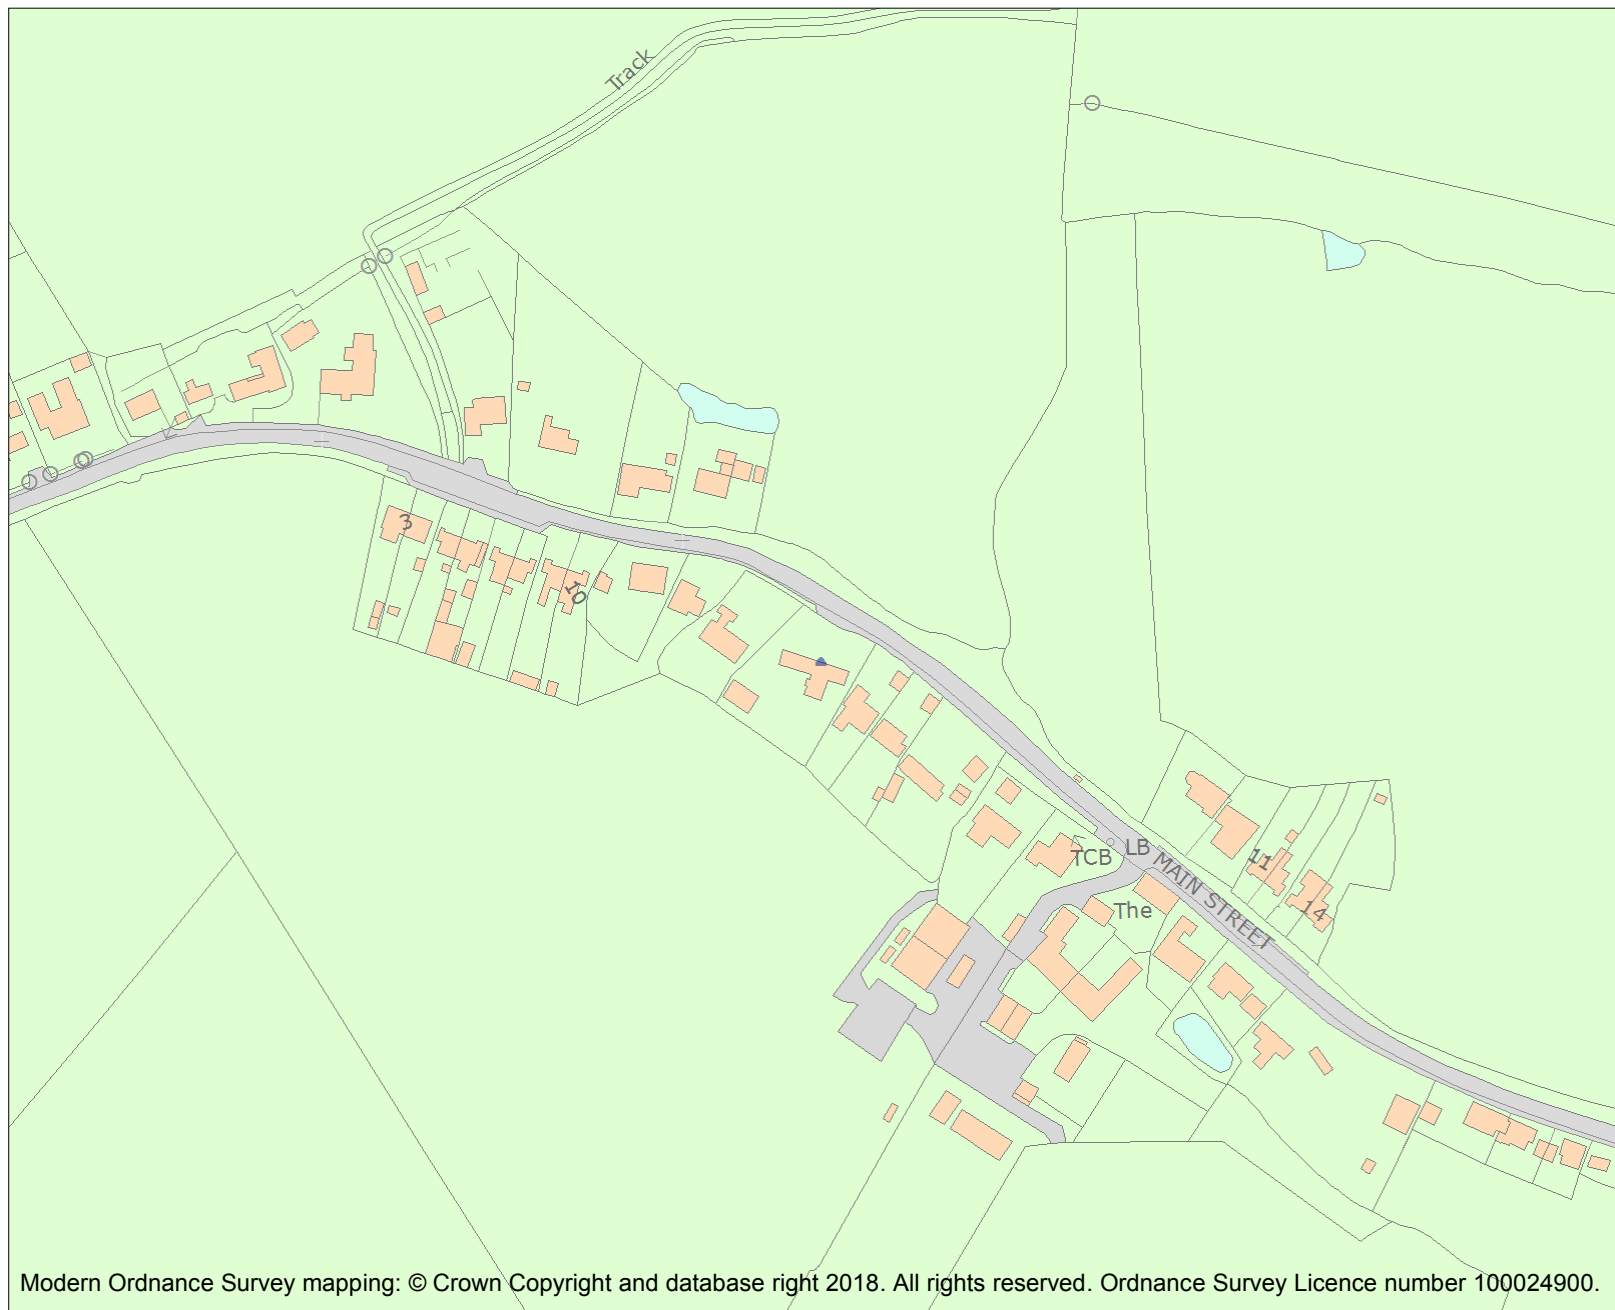 Track
3
10
TCB
LB
MAIN STREET
11
The
14
Modern Ordnance Survey mapping: © Crown Copyright and database right 2018. All rights reserved. Ordnance Survey Licence number 100024900.